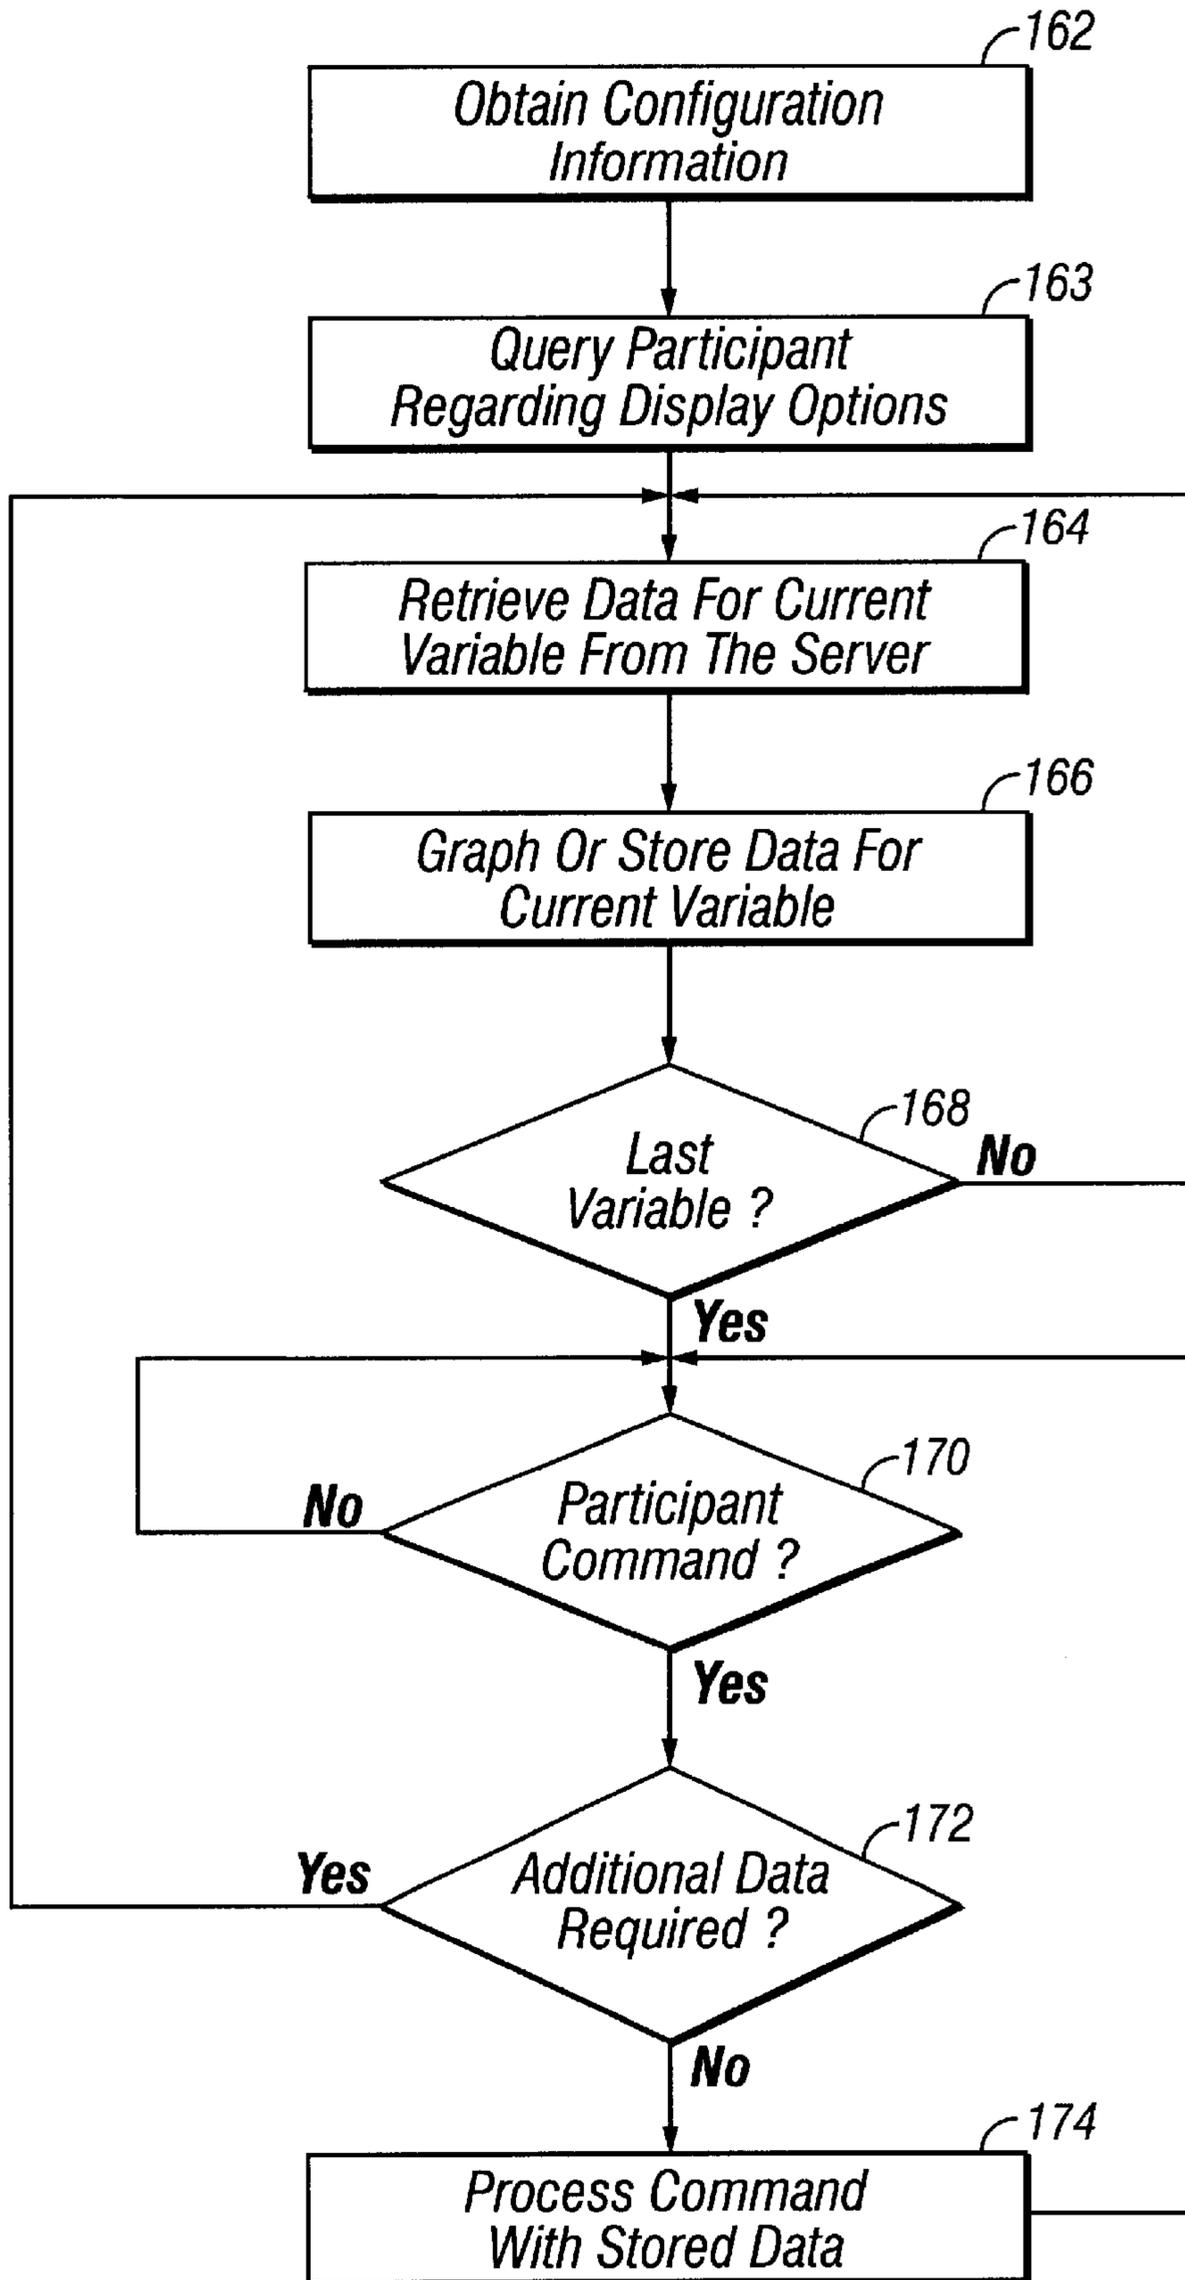 162
Obtain Configuration
Information
163
Query Participant
Regarding Display Options
164
Retrieve Data For Current
Variable From The Server
166
Graph Or Store Data For
Current Variable
168
Last
Variable ?
No
Yes
170
Participant
Command ?
No
Yes
172
Additional Data
Required ?
Yes
No
174
Process Command
With Stored Data